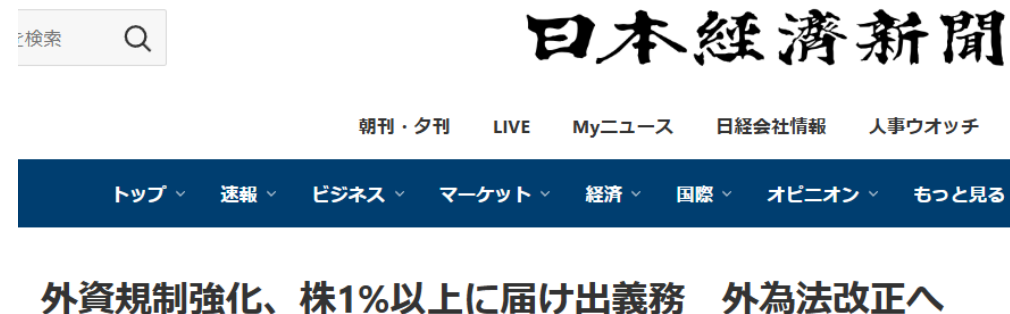 を検索
日本経済新聞
朝刊・夕刊 LIVE Myニュース 日経会社情報 人事ウオッチ
トップ 速報 ビジネス マーケット 経済 国際 オピニオン もっと見る
外資規制強化、株1%以上に届け出義務 外為法改正へ